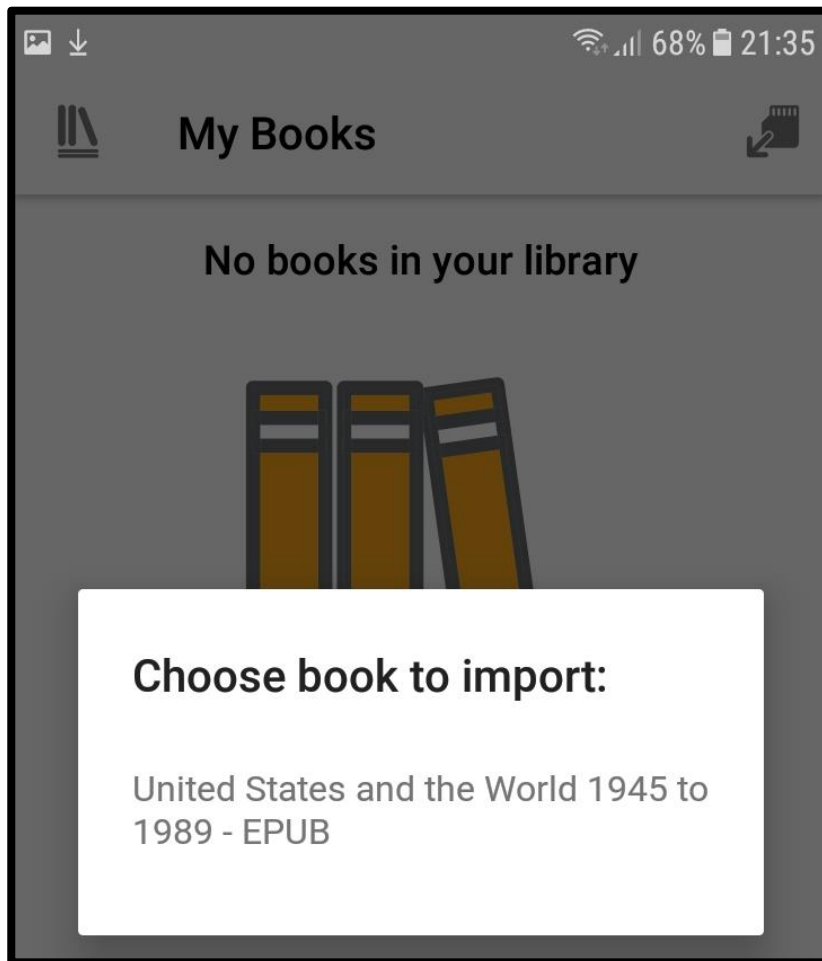 68% 21:35
My Books
No books in your library
Choose book to import:
United States and the World 1945 to
1989 - EPUB